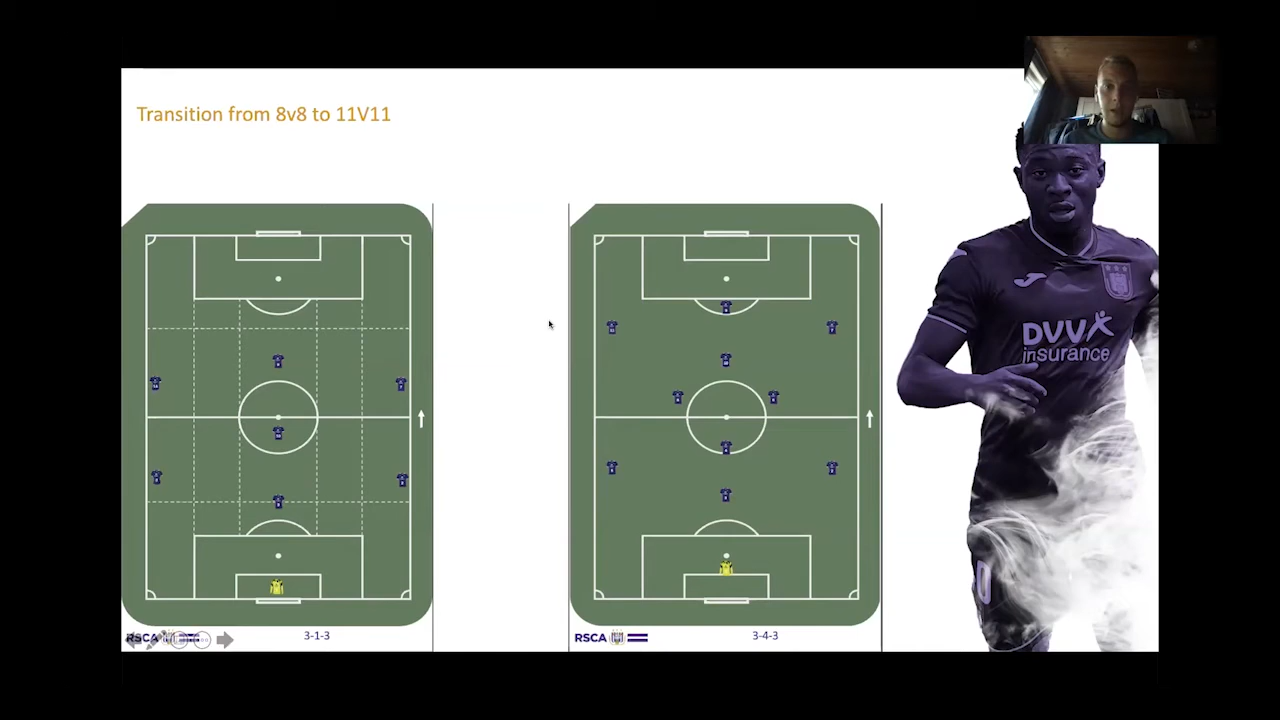 Transition from 8v8 to 11V11
DVV
insurance
RSCA
3-1-3
RSCA
3-4-3